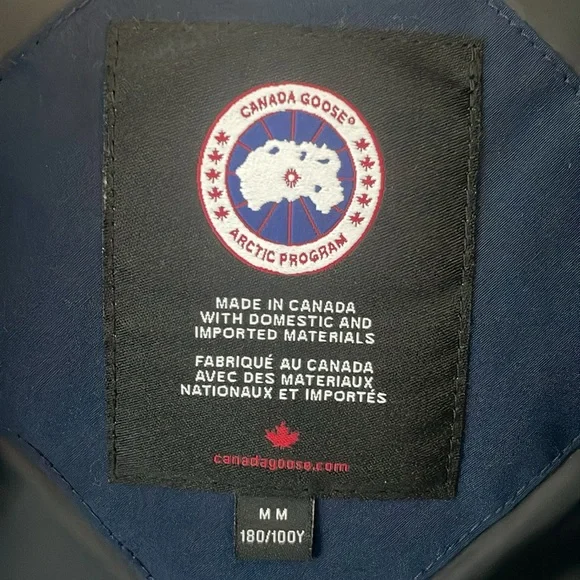 CANADA GOOSE®
ARCTIC PROGRAM
MADE IN CANADA
WITH DOMESTIC AND
IMPORTED MATERIALS
FABRIQUÉ AU CANADA
AVEC DES MATERIAUX
NATIONAUX ET IMPORTÉS
canadagoose.com
M M
180/100Y